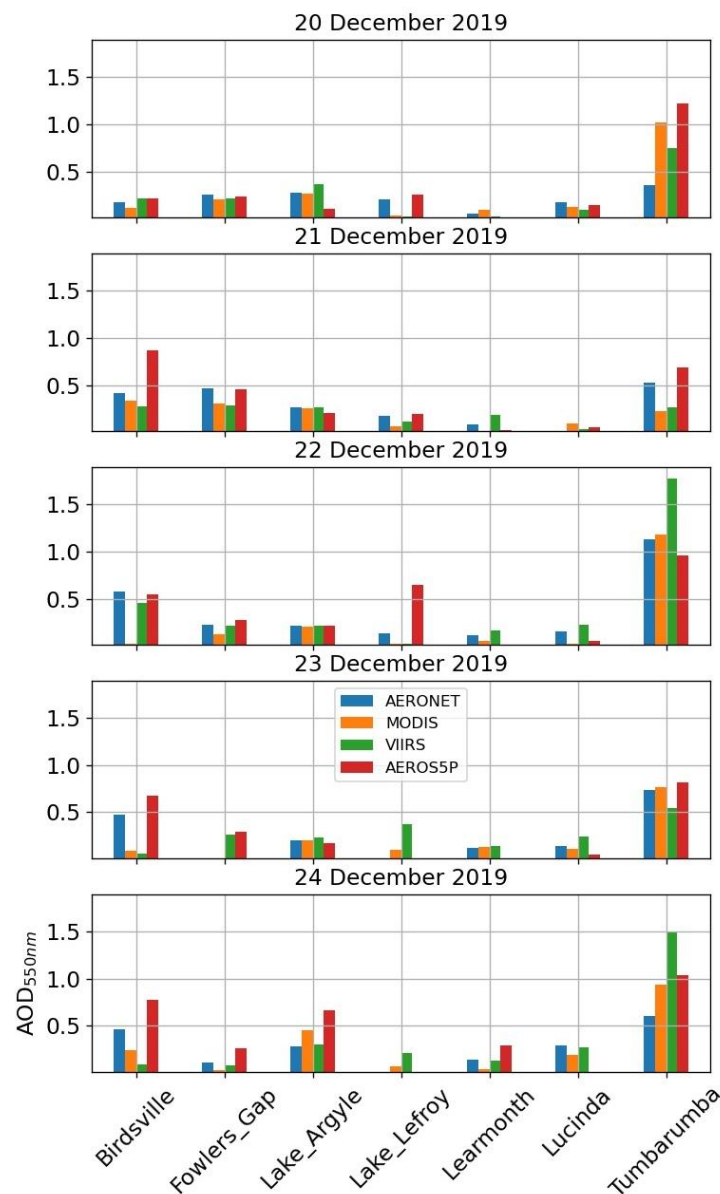 20 December 2019
1.5
1.0
0.5
21 December 2019
1.5
1.0
0.5
22 December 2019
1.5
1.0
0.5
23 December 2019
1.5
1.0
0.5
AERONET
MODIS
VIIRS
AEROS5P
24 December 2019
1.5
1.0
0.5
AOD550nm
Birdsville
Fowlers_Gap
Lake_Argyle
Lake_Lefroy
Learmonth
Lucinda
Tumbarumba